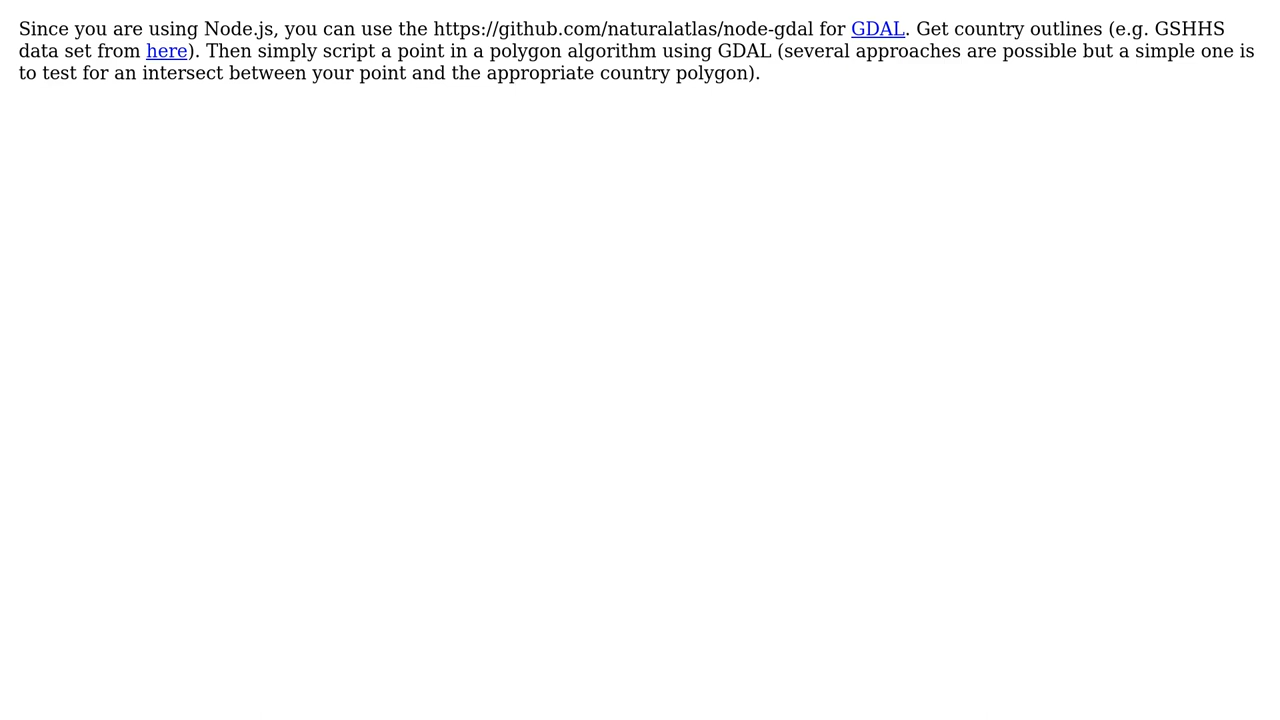 Since you are using Node.js, you can use the https://github.com/naturalatlas/node-gdal for GDAL. Get country outlines (e.g. GSHHS
data set from here). Then simply script a point in a polygon algorithm using GDAL (several approaches are possible but a simple one is
to test for an intersect between your point and the appropriate country polygon).